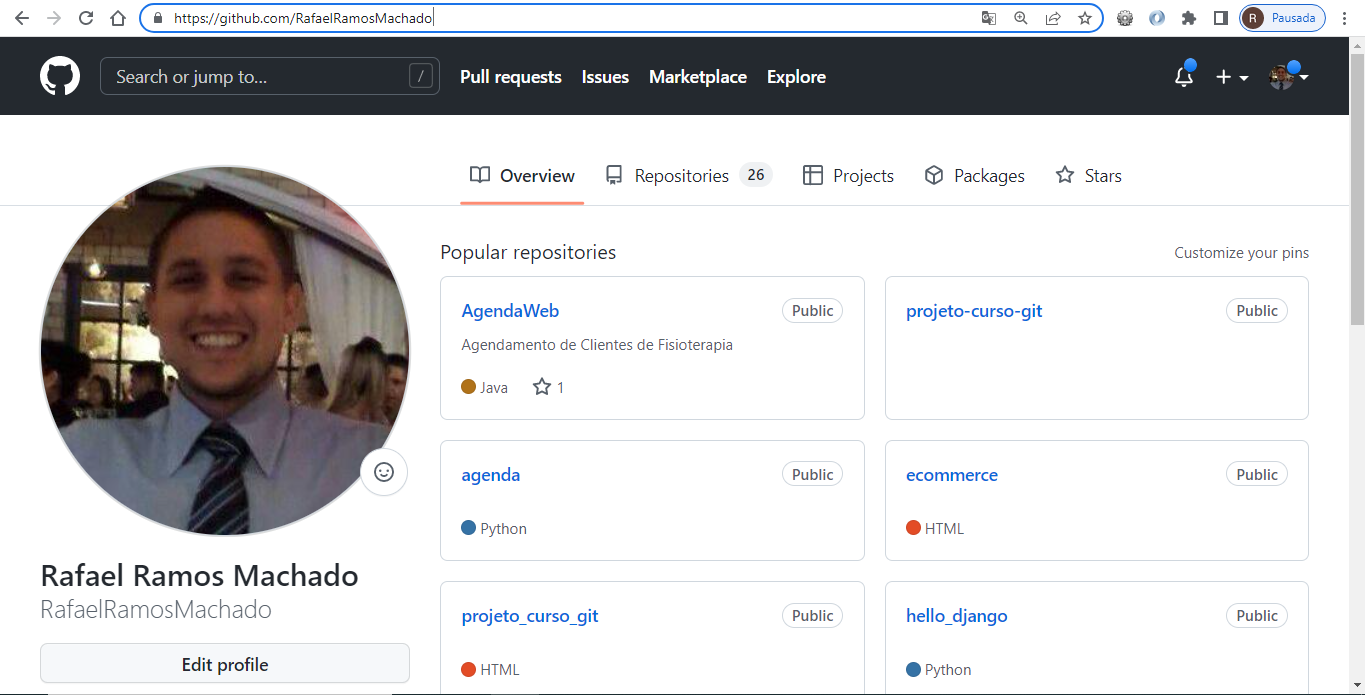 https://github.com/RafaelRamosMachado
R Pausada
Search or jump to... /
Pull requests Issues Marketplace Explore
Overview Repositories 26 Projects Packages Stars
Popular repositories Customize your pins
AgendaWeb Public
Agendamento de Clientes de Fisioterapia
Java 1
projeto-curso-git Public
agenda Public
Python
ecommerce Public
HTML
projeto_curso_git Public
HTML
hello_django Public
Python
Rafael Ramos Machado
RafaelRamosMachado
Edit profile